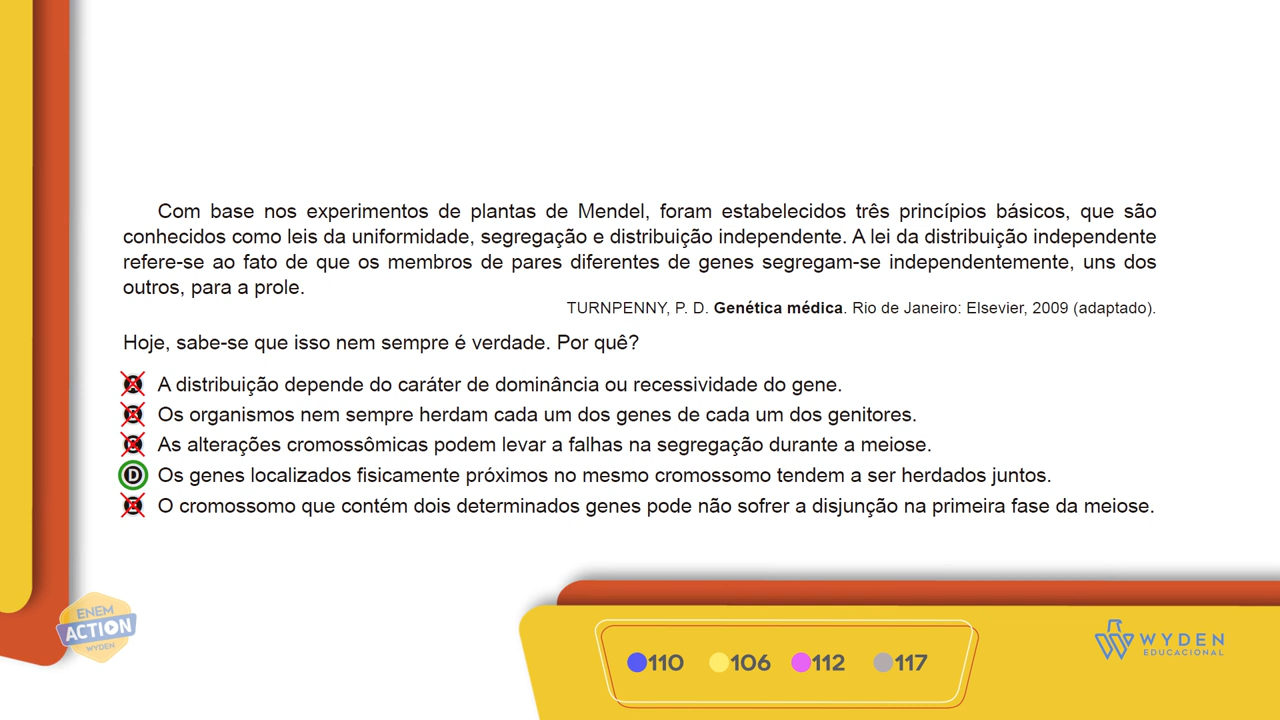 Com base nos experimentos de plantas de Mendel, foram estabelecidos três princípios básicos, que são
conhecidos como leis da uniformidade, segregação e distribuição independente. A lei da distribuição independente
refere-se ao fato de que os membros de pares diferentes de genes segregam-se independentemente, uns dos
outros, para a prole.
TURNPENNY, P. D. Genética médica. Rio de Janeiro: Elsevier, 2009 (adaptado).
Hoje, sabe-se que isso nem sempre é verdade. Por quê?
A distribuição depende do caráter de dominância ou recessividade do gene.
Os organismos nem sempre herdam cada um dos genes de cada um dos genitores.
As alterações cromossômicas podem levar a falhas na segregação durante a meiose.
D Os genes localizados fisicamente próximos no mesmo cromossomo tendem a ser herdados juntos.
O cromossomo que contém dois determinados genes pode não sofrer a disjunção na primeira fase da meiose.
ENEM
ACTION
WYDEN
110 106 112 117
WYDEN
EDUCACIONAL